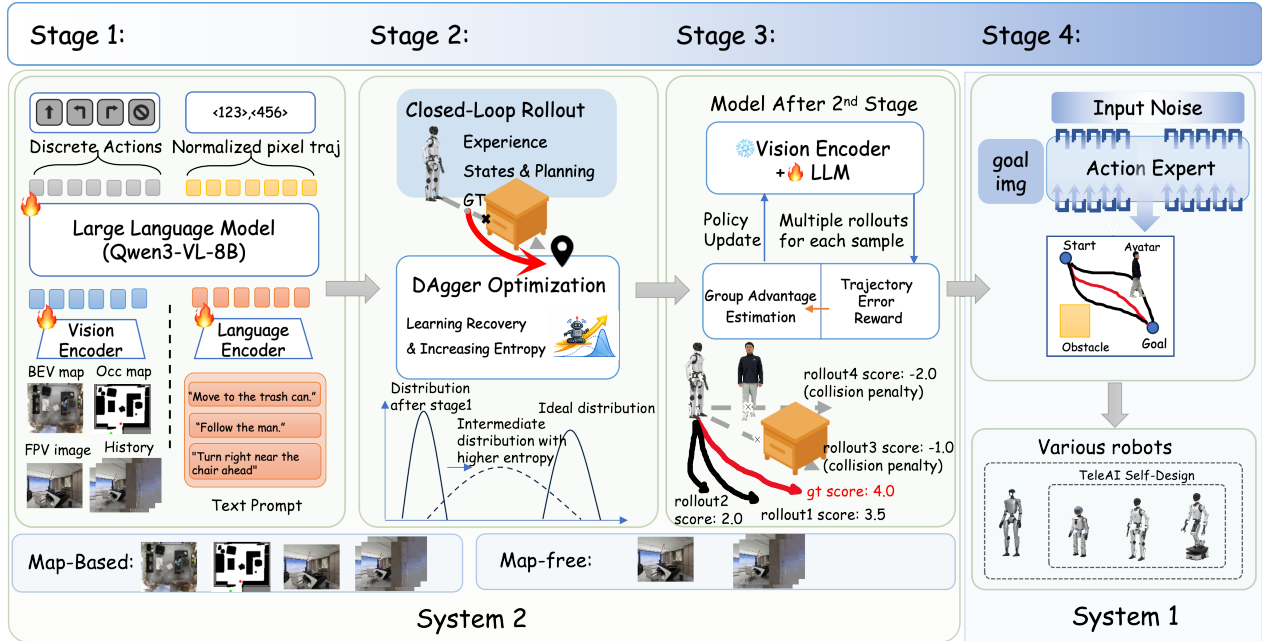 Stage 1:
Stage 2:
Stage 3:
Stage 4:
<123>,<456>
Discrete Actions
Normalized pixel traj
Large Language Model
(Qwen3-VL-8B)
Vision
Encoder
Language
Encoder
BEV map
Occ map
FPV image
History
"Move to the trash can."
"Follow the man."
"Turn right near the
chair ahead"
Text Prompt
Closed-Loop Rollout
Experience
States & Planning
GT
DAgger Optimization
Learning Recovery
& Increasing Entropy
Distribution
after stage1
Ideal distribution
Intermediate
distribution with
higher entropy
Model After 2nd Stage
Vision Encoder
+ LLM
Policy
Update
Multiple rollouts
for each sample
Group Advantage
Estimation
Trajectory
Error
Reward
rollout4 score: -2.0
(collision penalty)
rollout3 score: -1.0
(collision penalty)
gt score: 4.0
rollout2
score: 2.0
rollout1 score: 3.5
Input Noise
goal
img
Action Expert
Start
Avatar
Obstacle
Goal
Various robots
TeleAI Self-Design
Map-Based:
Map-free:
System 2
System 1